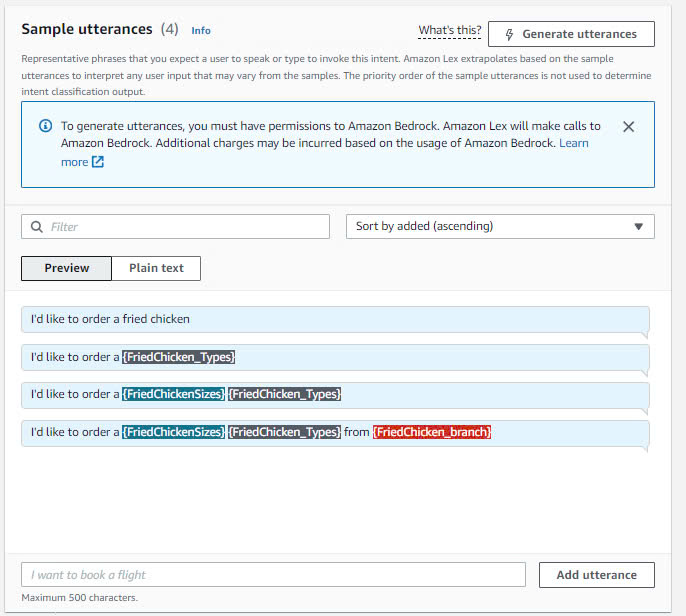 Sample utterances (4) Info
What's this?
Generate utterances
Representative phrases that you expect a user to speak or type to invoke this intent. Amazon Lex extrapolates based on the sample
utterances to interpret any user input that may vary from the samples. The priority order of the sample utterances is not used to determine
intent classification output.
To generate utterances, you must have permissions to Amazon Bedrock. Amazon Lex will make calls to
Amazon Bedrock. Additional charges may be incurred based on the usage of Amazon Bedrock. Learn
more
Filter
Sort by added (ascending)
Preview
Plain text
I'd like to order a fried chicken
I'd like to order a {FriedChicken_Types}
I'd like to order a {FriedChickenSizes} {FriedChicken_Types}
I'd like to order a {FriedChickenSizes} {FriedChicken_Types} from {FriedChicken_branch}
I want to book a flight
Add utterance
Maximum 500 characters.